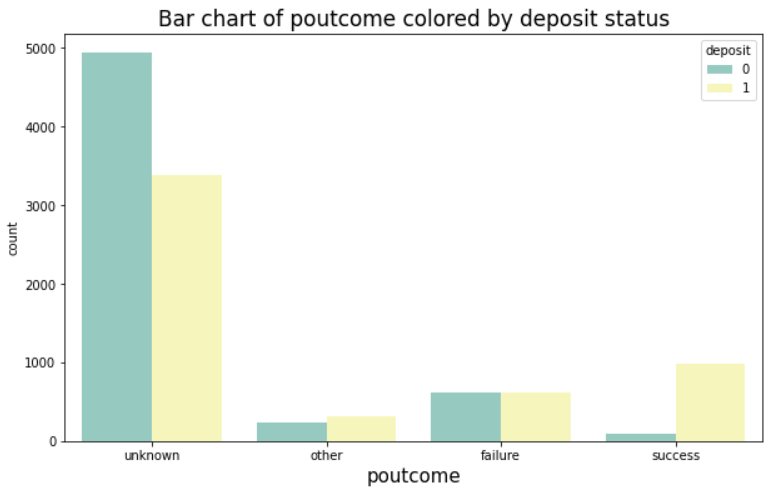 Bar chart of poutcome colored by deposit status
deposit
0
1
5000
4000
3000
2000
1000
0
count
unknown other failure success
poutcome